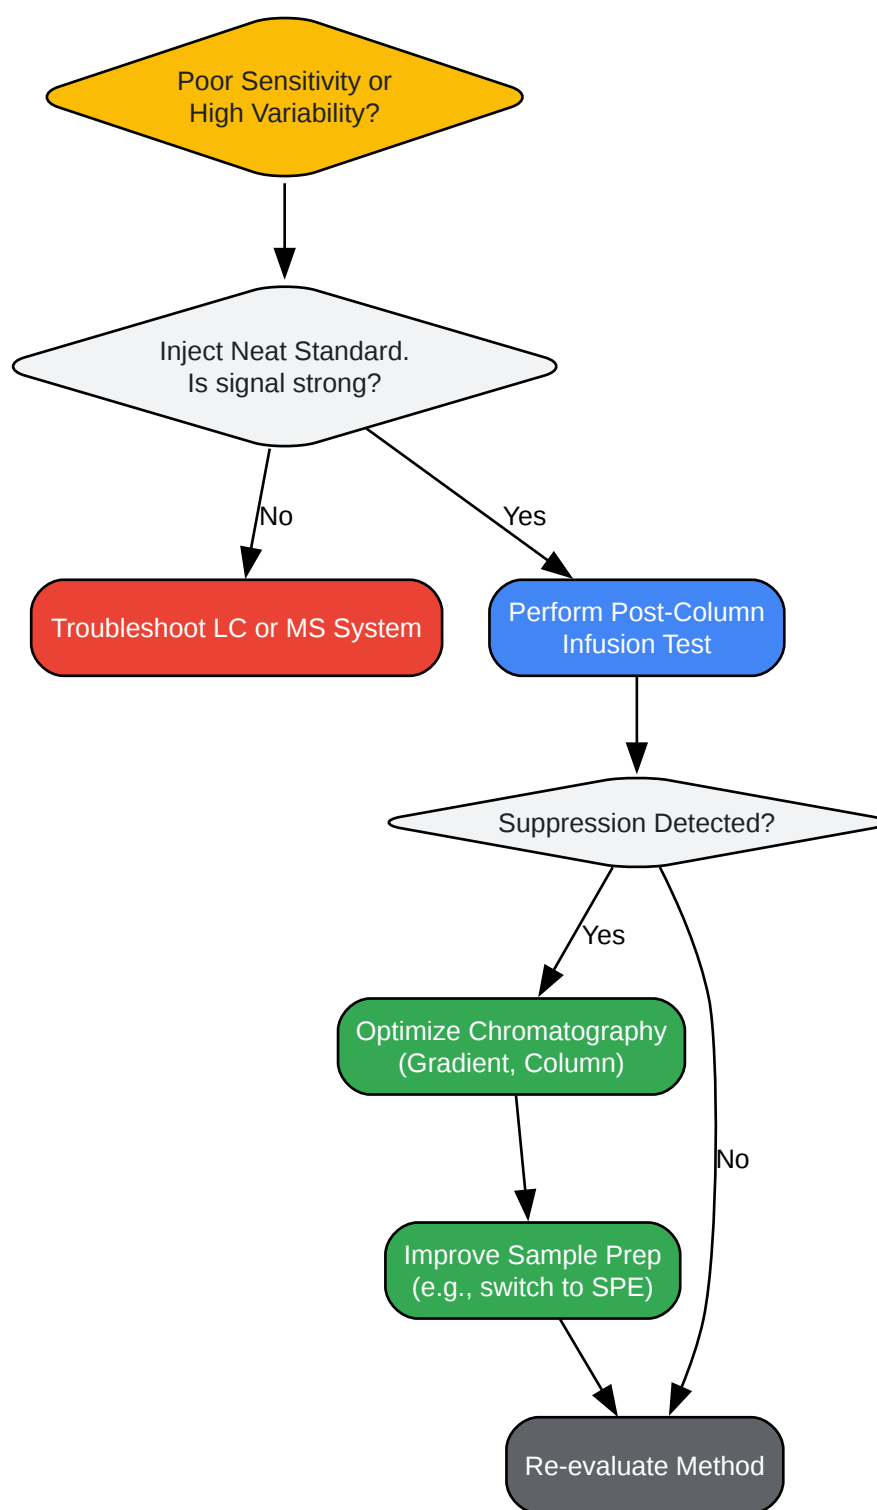 Poor Sensitivity or
High Variability?
Inject Neat Standard.
Is signal strong?
No
Yes
Troubleshoot LC or MS System
Perform Post-Column
Infusion Test
Suppression Detected?
Yes
Optimize Chromatography
(Gradient, Column)
No
Improve Sample Prep
(e.g., switch to SPE)
Re-evaluate Method